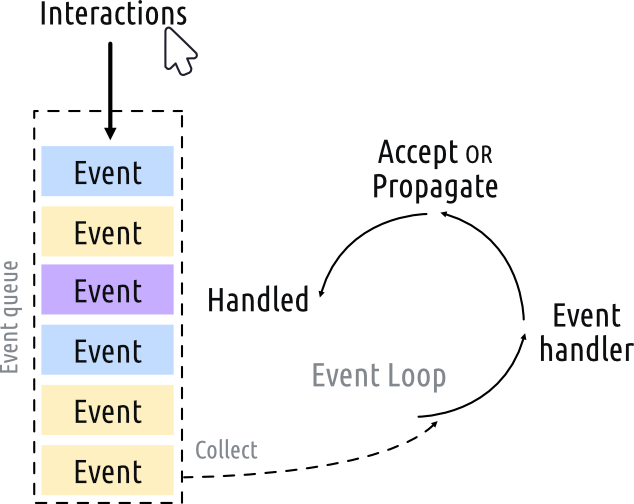 Interactions
Event
Event
Event
Event
Event
Event
Event queue
Collect
Event Loop
Event
handler
Accept OR
Propagate
Handled